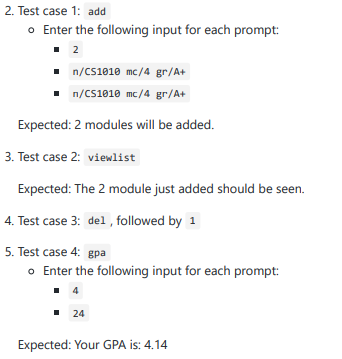 2. Test case 1: add
Enter the following input for each prompt:
2
n/CS1010 mc/4 gr/A+
n/CS1010 mc/4 gr/A+
Expected: 2 modules will be added.
3. Test case 2: viewlist
Expected: The 2 module just added should be seen.
4. Test case 3: del , followed by 1
5. Test case 4: gpa
Enter the following input for each prompt:
4
24
Expected: Your GPA is: 4.14